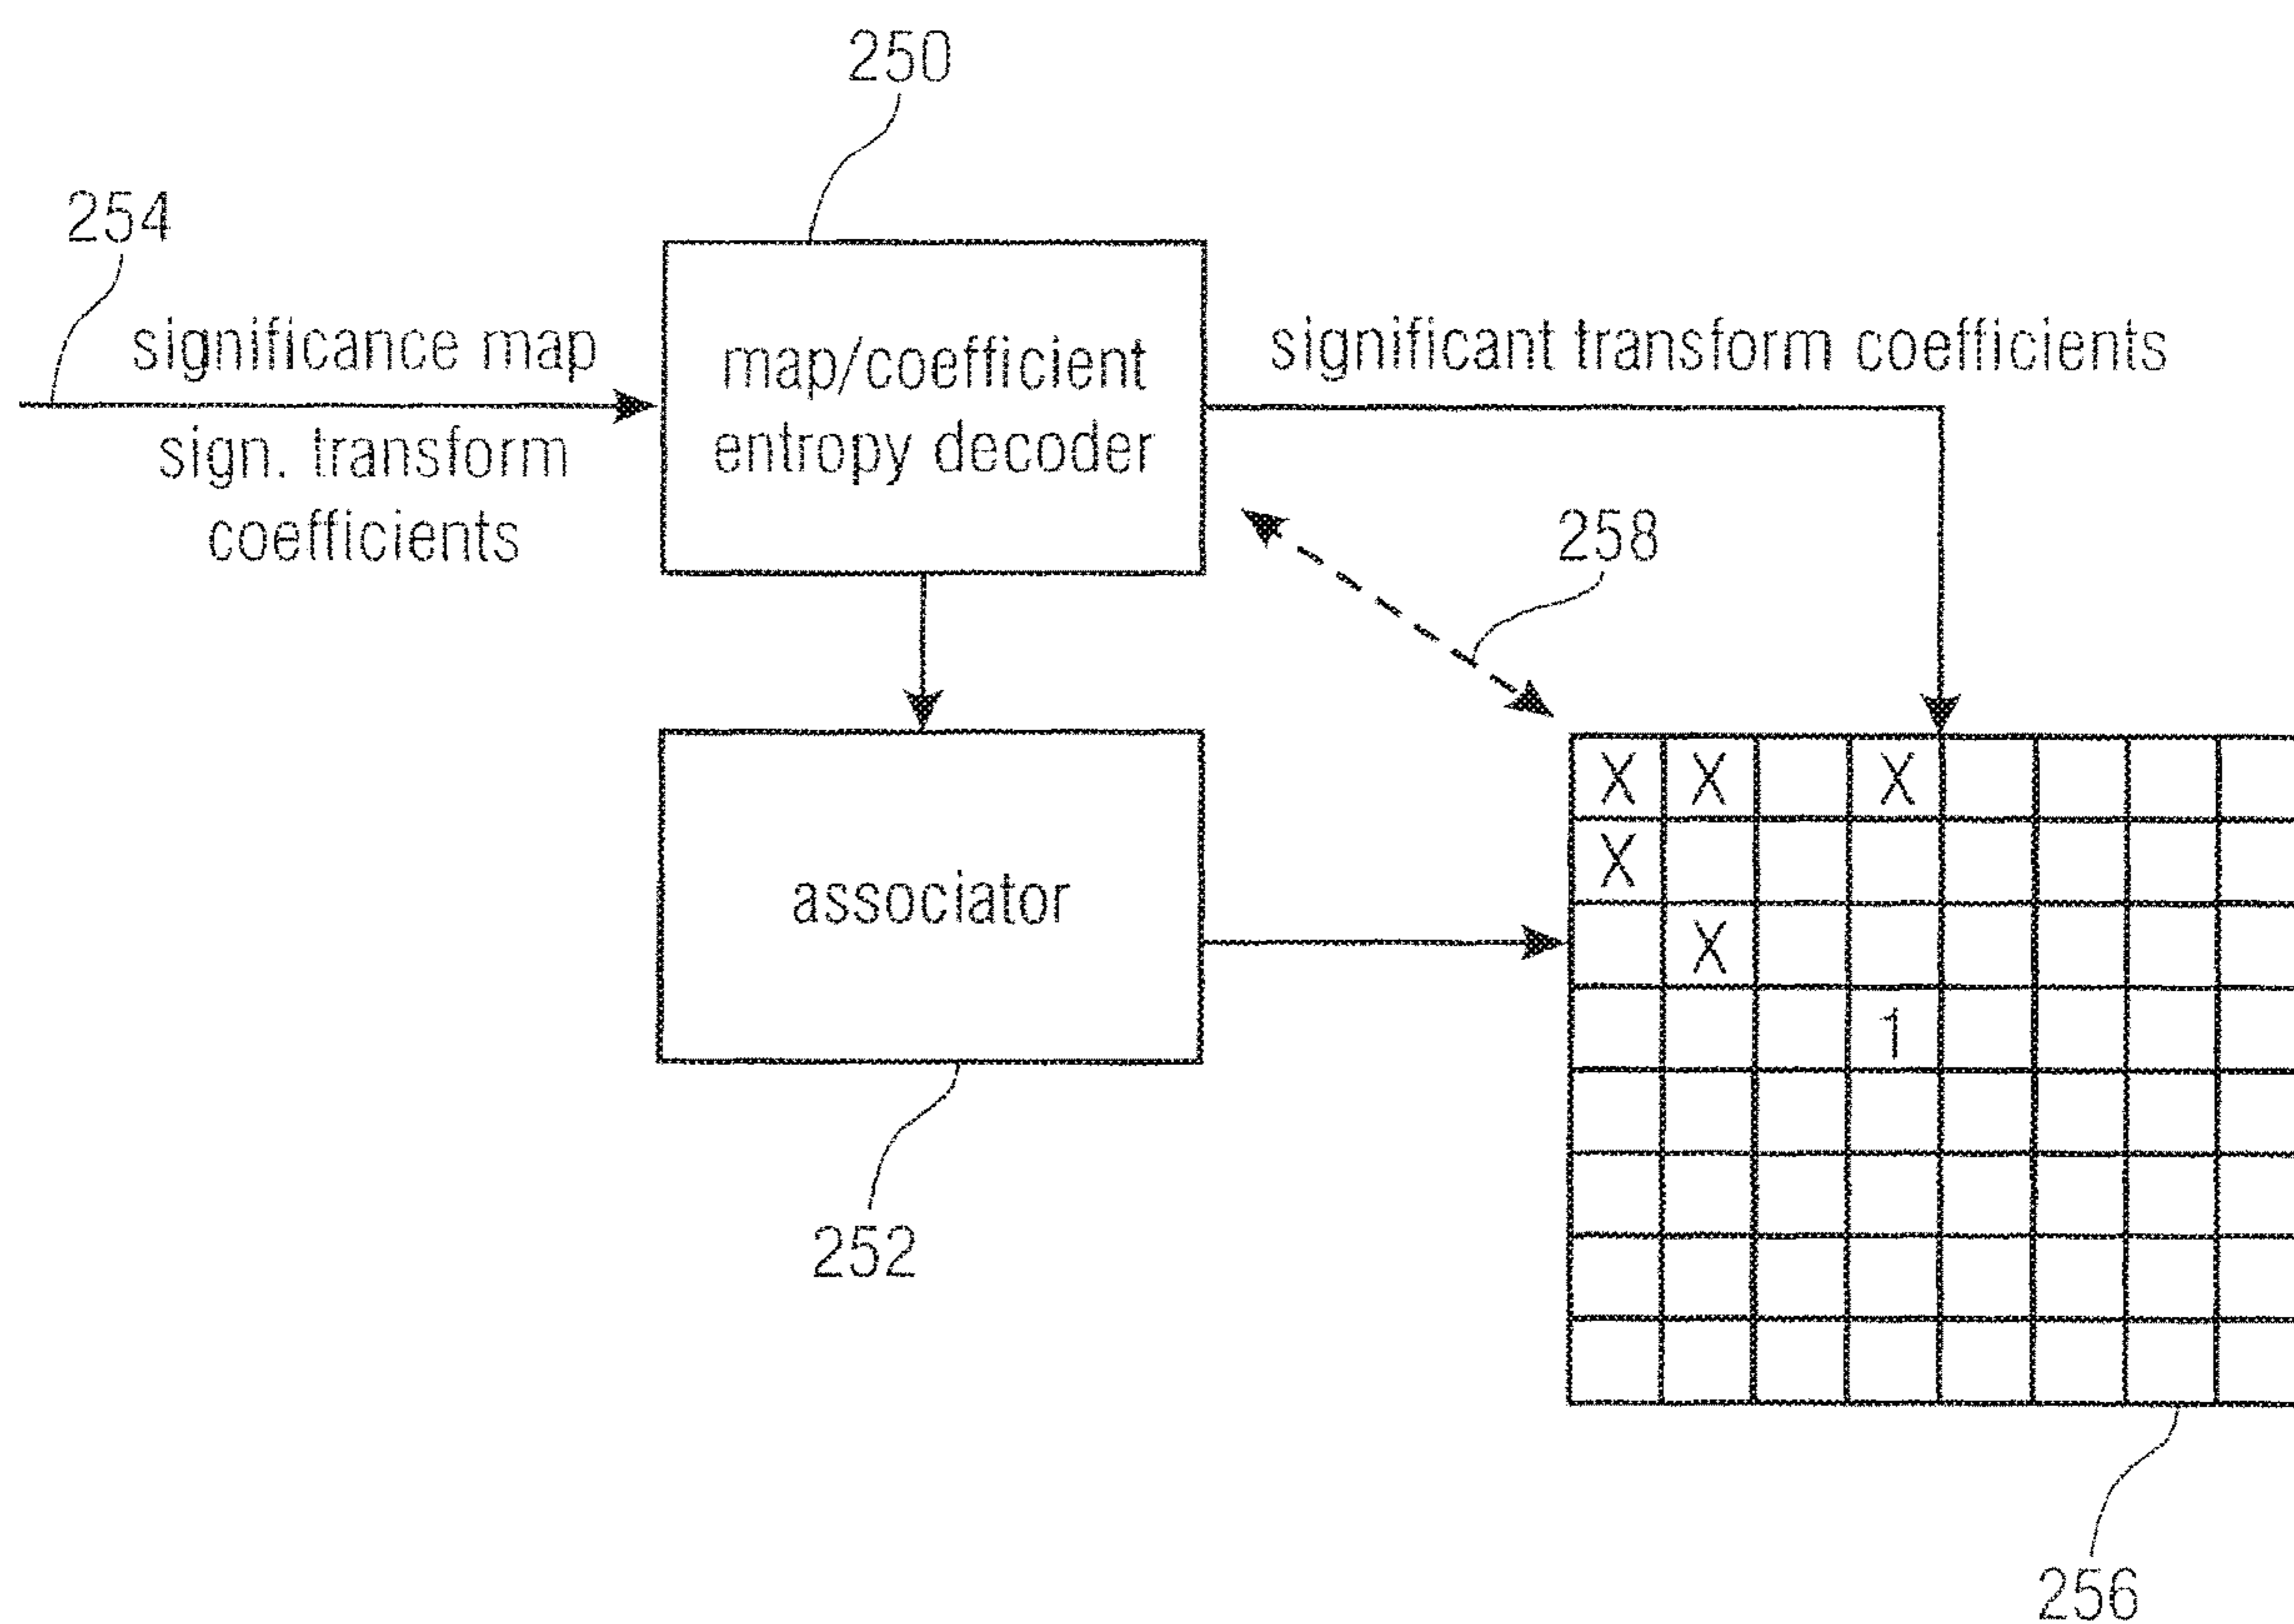 250
254
significance map
sign. transform
coefficients
map/coefficient
entropy decoder
significant transform coefficients
258
associator
X X X
X
X
1
252
256